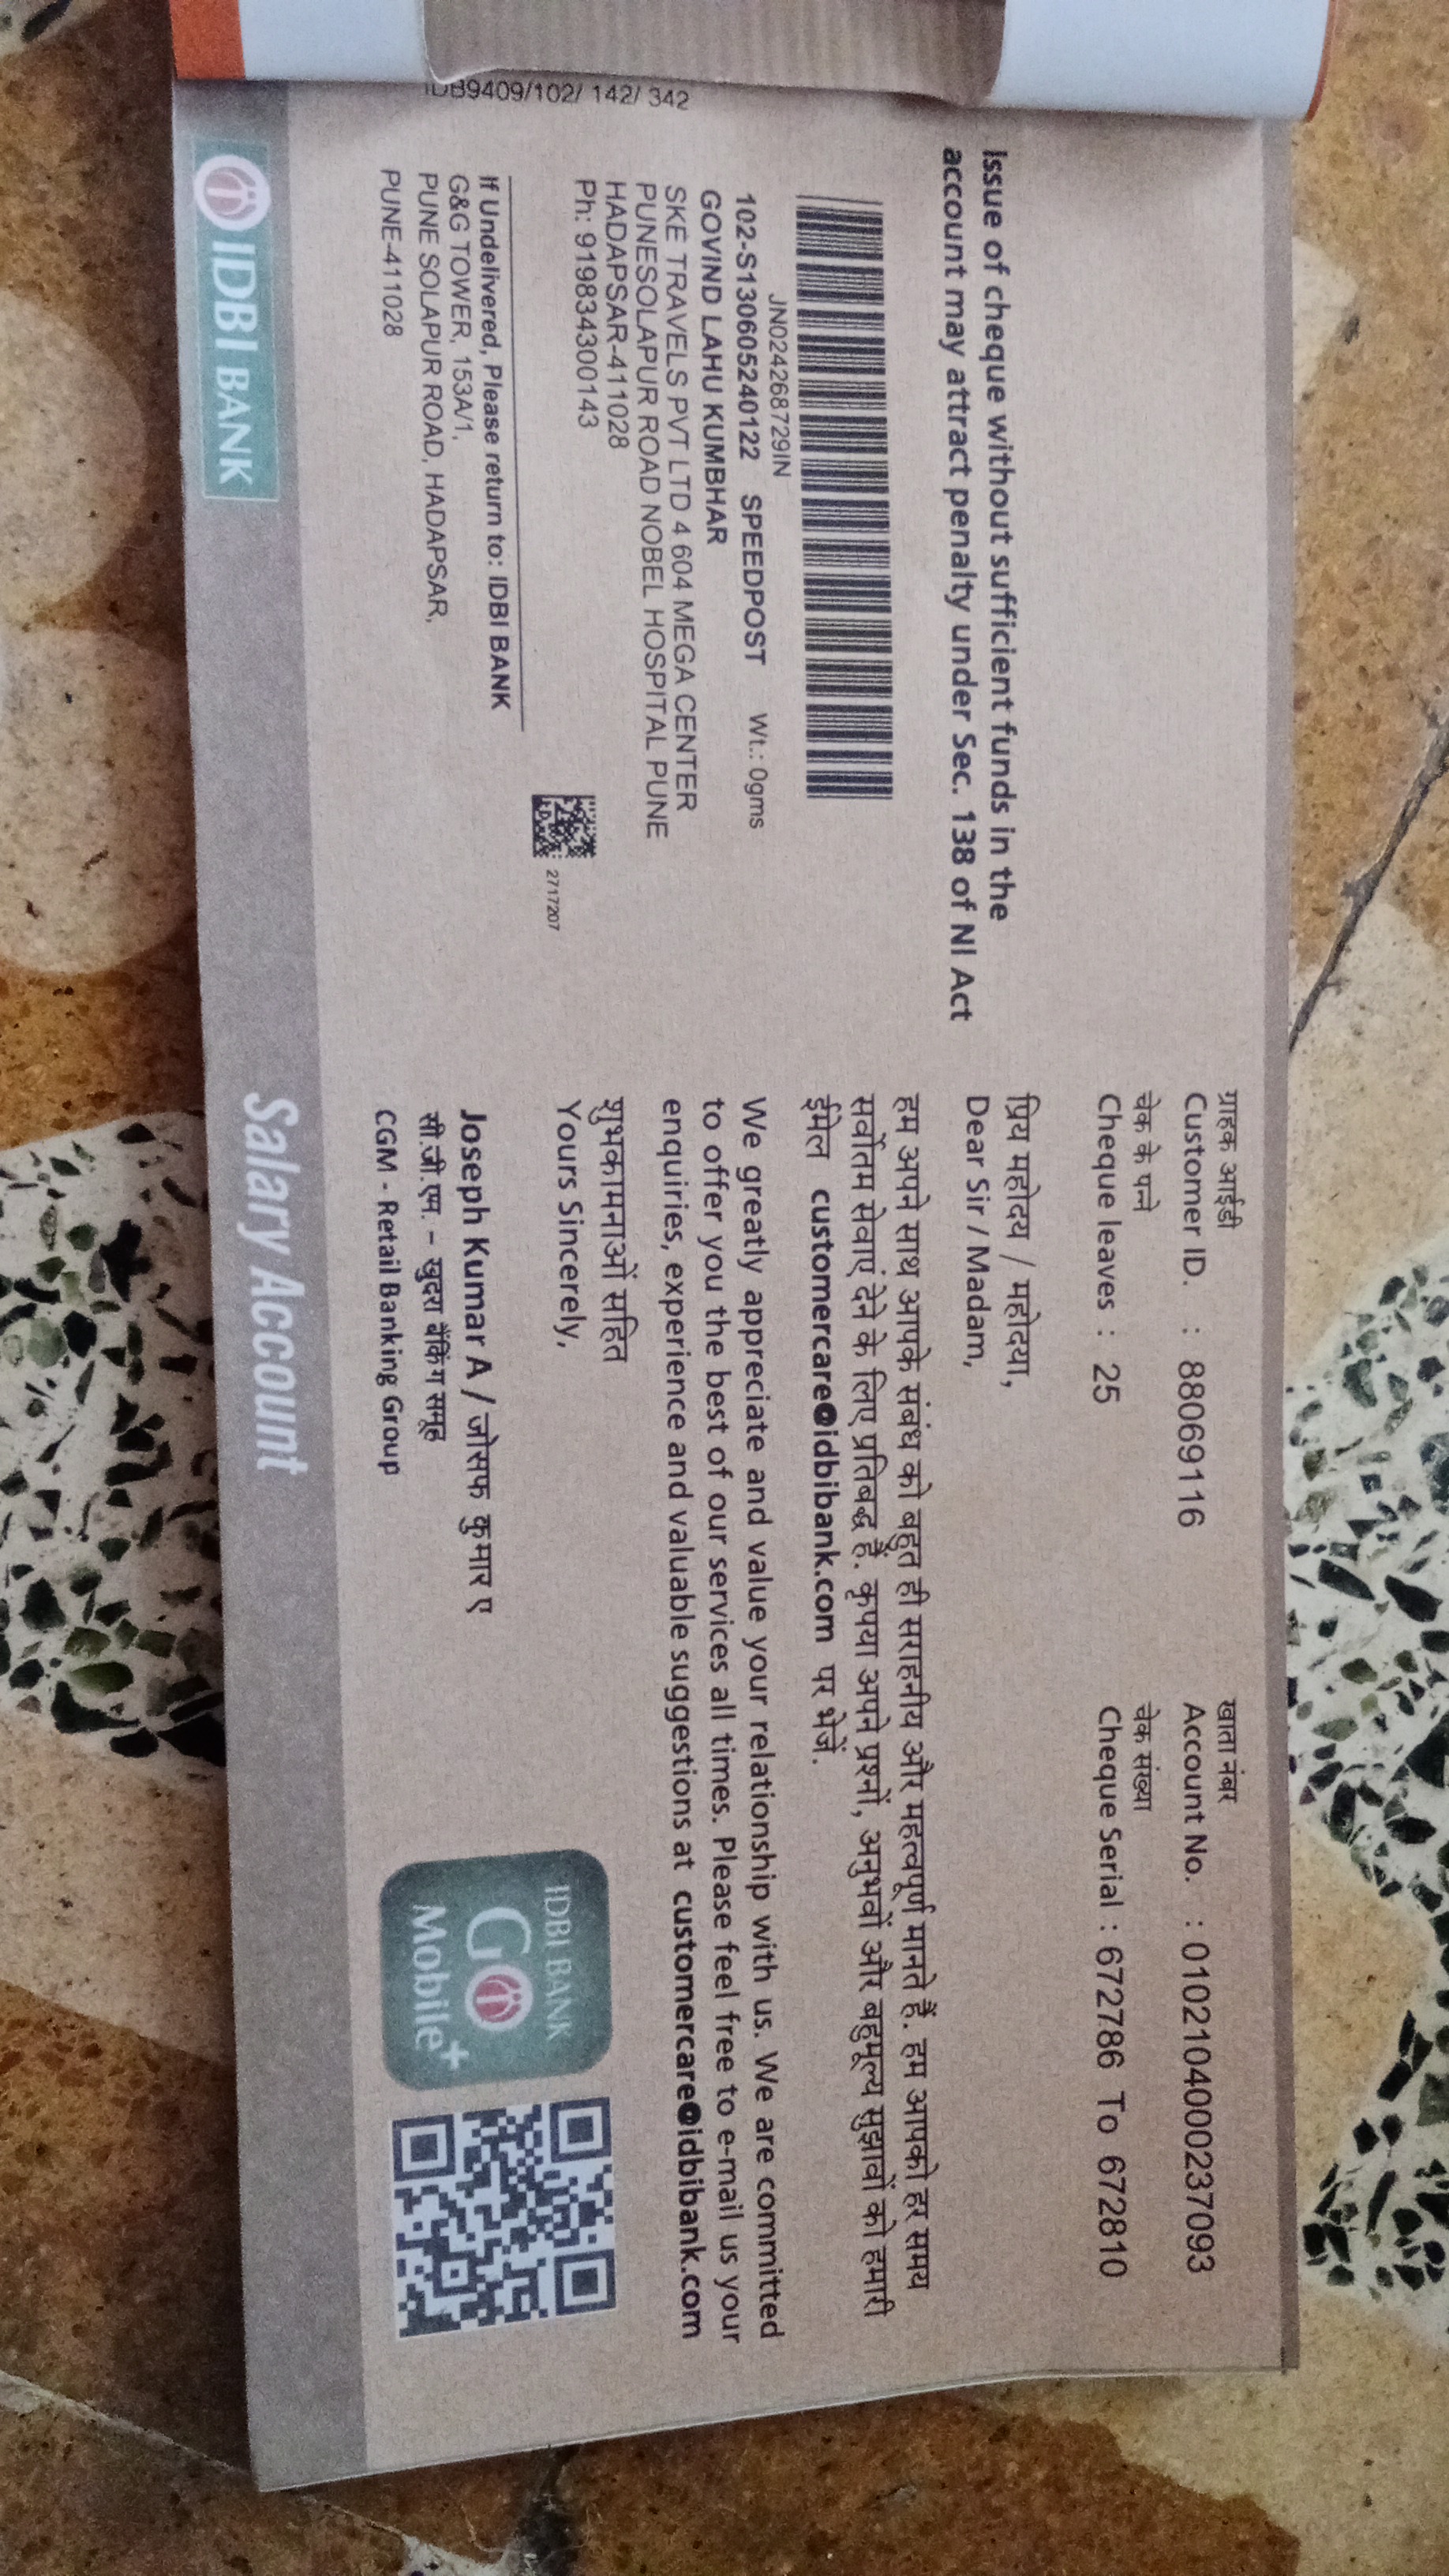 IDB9409/102/ 142/ 342
Issue of cheque without sufficient funds in the
account may attract penalty under Sec. 138 of NI Act
JN024268729IN
102-S130605240122 SPEEDPOST Wt.: 0gms
GOVIND LAHU KUMBHAR
SKE TRAVELS PVT LTD 4 604 MEGA CENTER
PUNESOLAPUR ROAD NOBEL HOSPITAL PUNE
HADAPSAR-411028
Ph: 919834300143
2717207
If Undelivered, Please return to: IDBI BANK
G&G TOWER, 153A/1,
PUNE SOLAPUR ROAD, HADAPSAR,
PUNE-411028
ग्राहक आईडी खाता नंबर
Customer ID. : 88069116 Account No. : 0102104000237093
चेक के पन्ने चेक संख्या
Cheque leaves : 25 Cheque Serial : 672786 To 672810
प्रिय महोदय / महोदया,
Dear Sir / Madam,
हम अपने साथ आपके संबंध को बहुत ही सराहनीय और महत्वपूर्ण मानते हैं. हम आपको हर समय
सर्वोतम सेवाएं देने के लिए प्रतिबद्ध हैं. कृपया अपने प्रश्नों, अनुभवों और बहुमूल्य सुझावों को हमारी
ईमेल customercare@idbibank.com पर भेजें.
We greatly appreciate and value your relationship with us. We are committed
to offer you the best of our services all times. Please feel free to e-mail us your
enquiries, experience and valuable suggestions at customercare@idbibank.com
शुभकामनाओं सहित
Yours Sincerely,
Joseph Kumar A / जोसफ कुमार ए
सी.जी.एम. – खुदरा बैंकिंग समूह
CGM - Retail Banking Group
IDBI BANK
GO
Mobile+
IDBI BANK
Salary Account